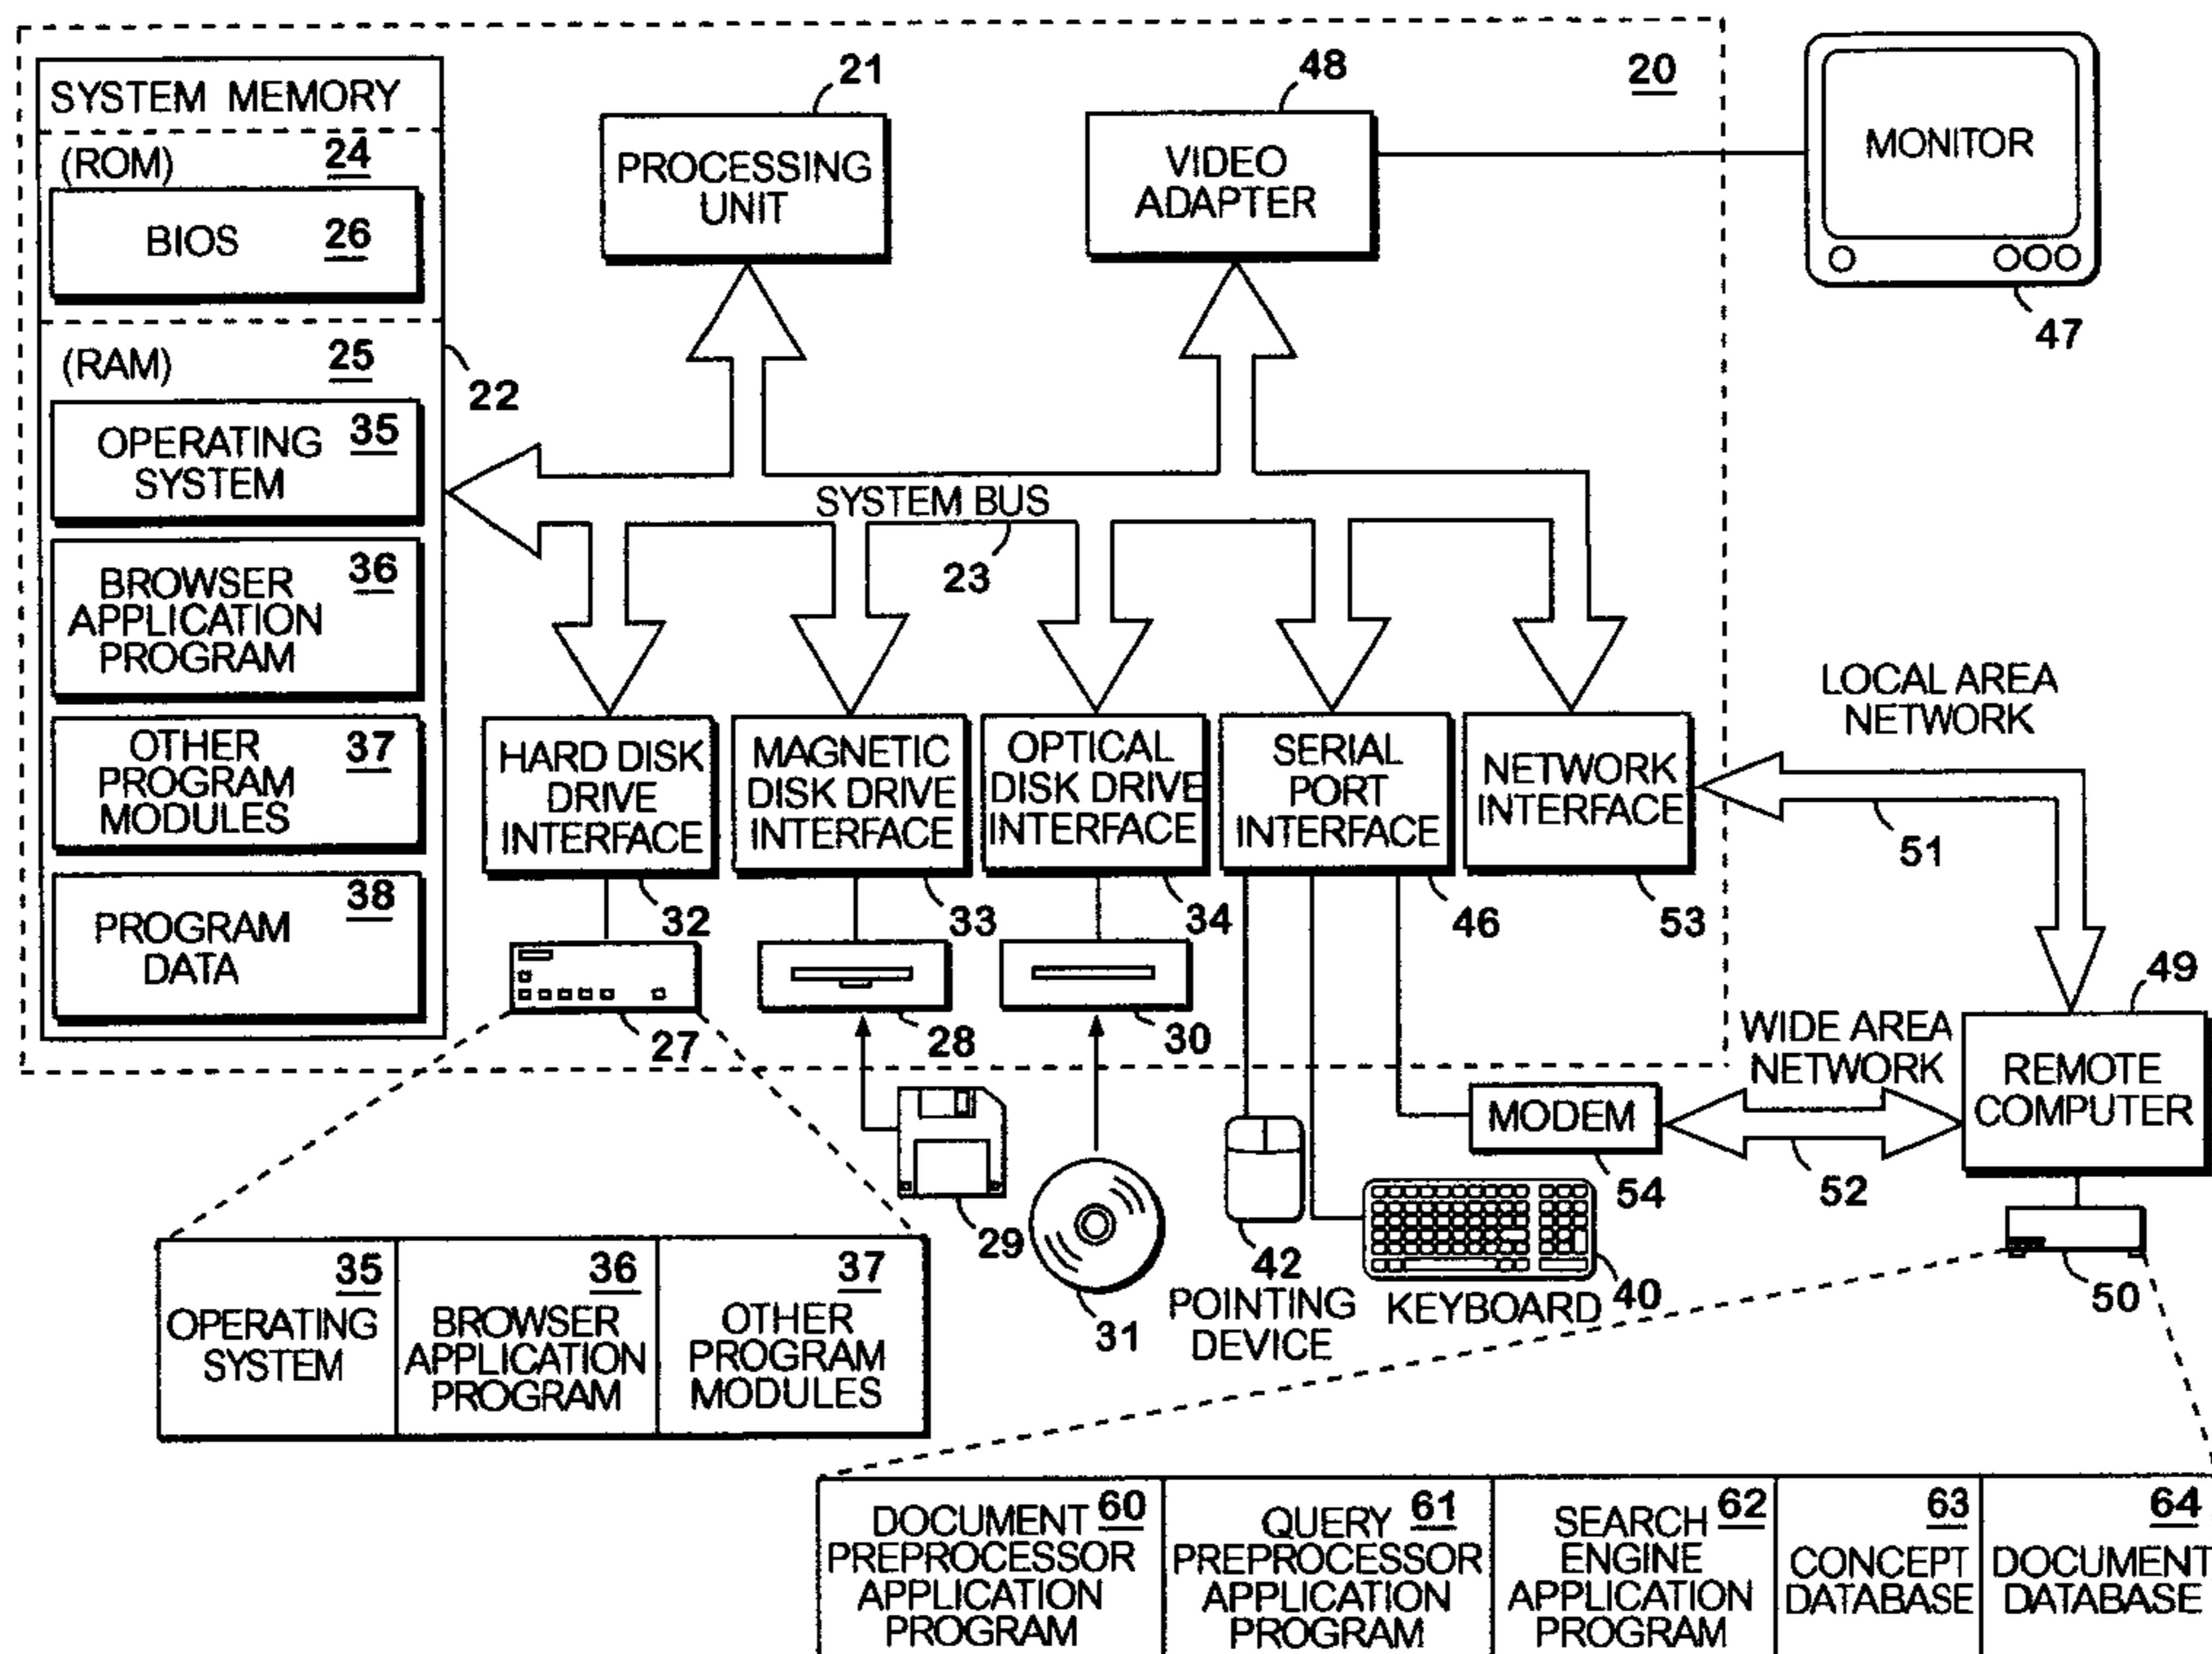 SYSTEM MEMORY
(ROM) 24
BIOS 26
(RAM) 25
22
OPERATING 35
SYSTEM
BROWSER 36
APPLICATION
PROGRAM
OTHER 37
PROGRAM
MODULES
PROGRAM 38
DATA
21
PROCESSING
UNIT
48
VIDEO
ADAPTER
20
MONITOR
47
SYSTEM BUS
23
HARD DISK
DRIVE
INTERFACE
32
MAGNETIC
DISK DRIVE
INTERFACE
33
OPTICAL
DISK DRIVE
INTERFACE
34
SERIAL
PORT
INTERFACE
46
NETWORK
INTERFACE
53
LOCAL AREA
NETWORK
51
27
28
30
29
31
42
POINTING
DEVICE
KEYBOARD 40
MODEM
54
WIDE AREA
NETWORK
52
49
REMOTE
COMPUTER
50
35
OPERATING
SYSTEM
36
BROWSER
APPLICATION
PROGRAM
37
OTHER
PROGRAM
MODULES
DOCUMENT 60
PREPROCESSOR
APPLICATION
PROGRAM
QUERY 61
PREPROCESSOR
APPLICATION
PROGRAM
SEARCH 62
ENGINE
APPLICATION
PROGRAM
63
CONCEPT
DATABASE
64
DOCUMENT
DATABASE